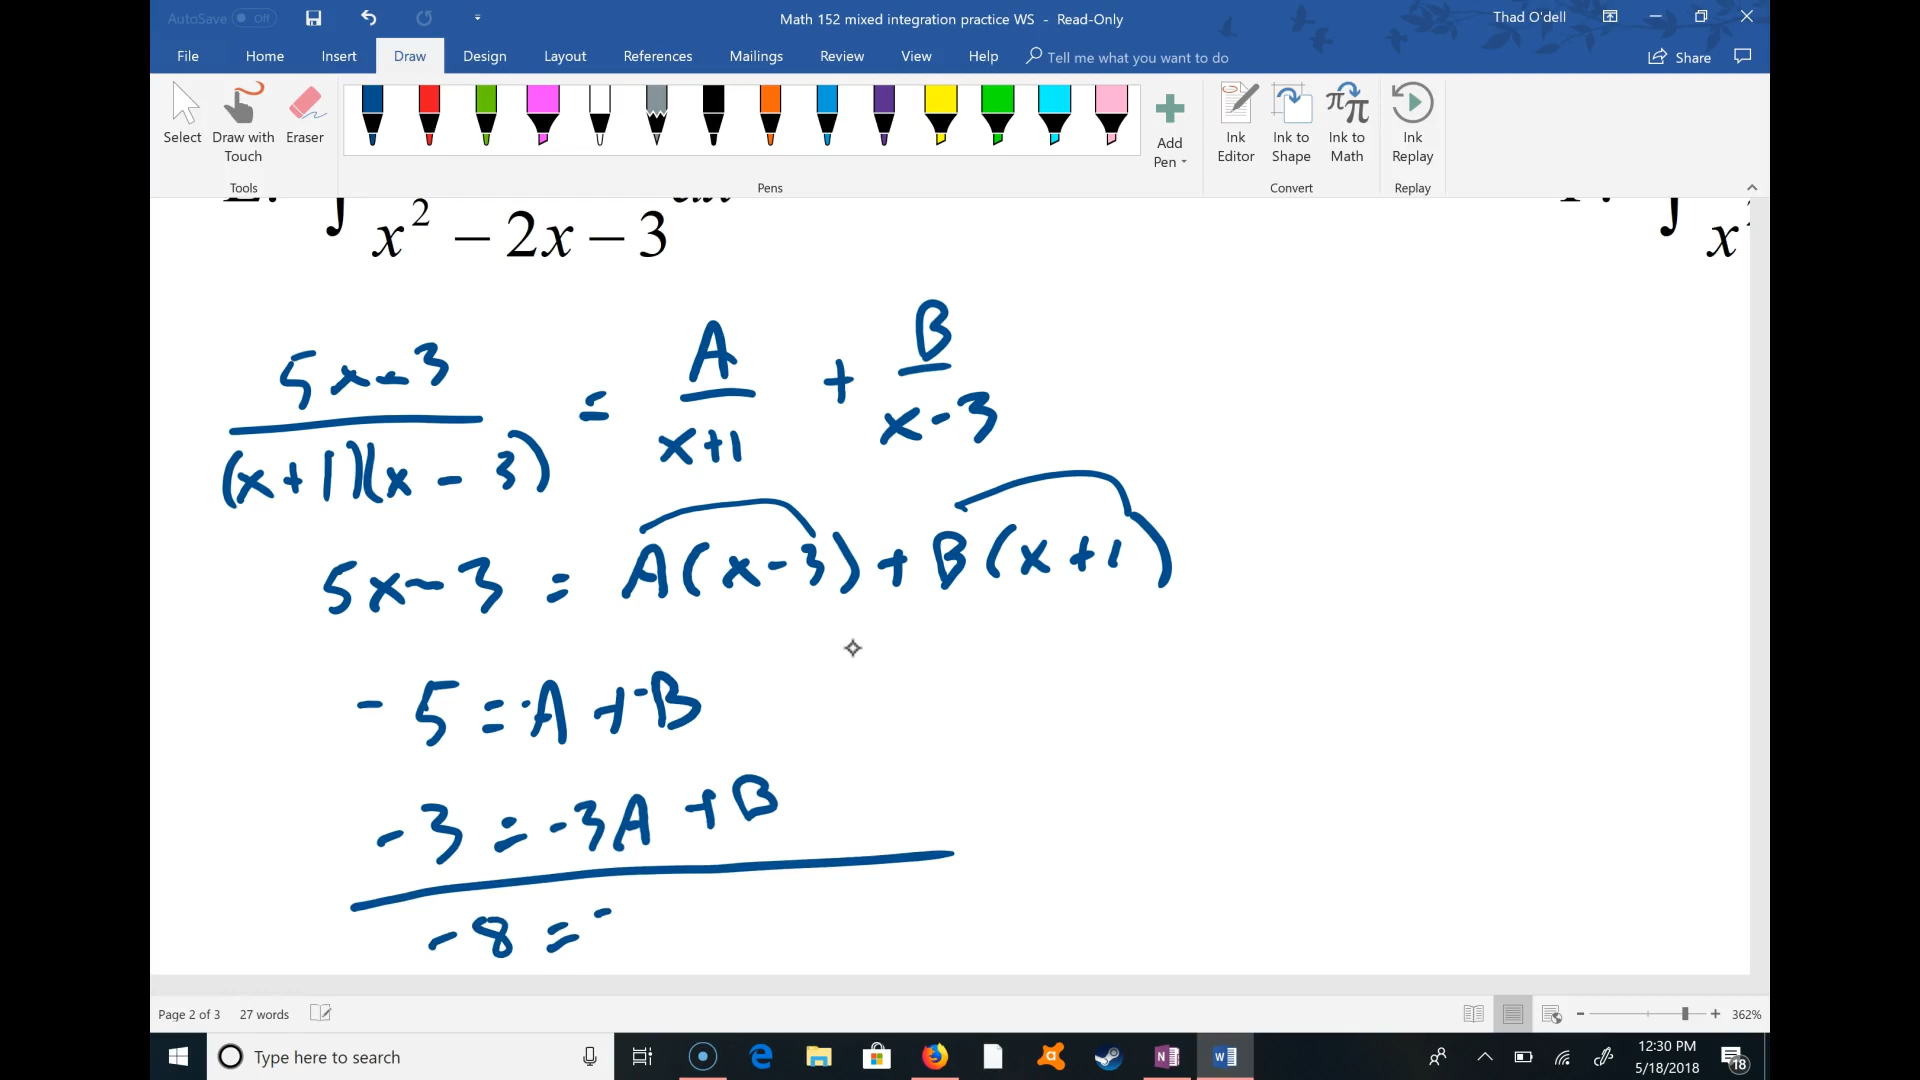 AutoSave Off
Math 152 mixed integration practice WS - Read-Only
Thad O'dell
File Home Insert Draw Design Layout References Mailings Review View Help Tell me what you want to do
Share
Select
Draw with Touch
Eraser
Add Pen
Ink Editor
Ink to Shape
Ink to Math
Ink Replay
Tools
Pens
Convert
Replay
∫ x² − 2x − 3
∫ x
5x-3 / (x+1)(x-3) = A / x+1 + B / x-3
5x-3 = A(x-3)+B(x+1)
-5=-A+-B
-3=-3A+B
-8=-
Page 2 of 3 27 words
362%
Type here to search
12:30 PM
5/18/2018
18